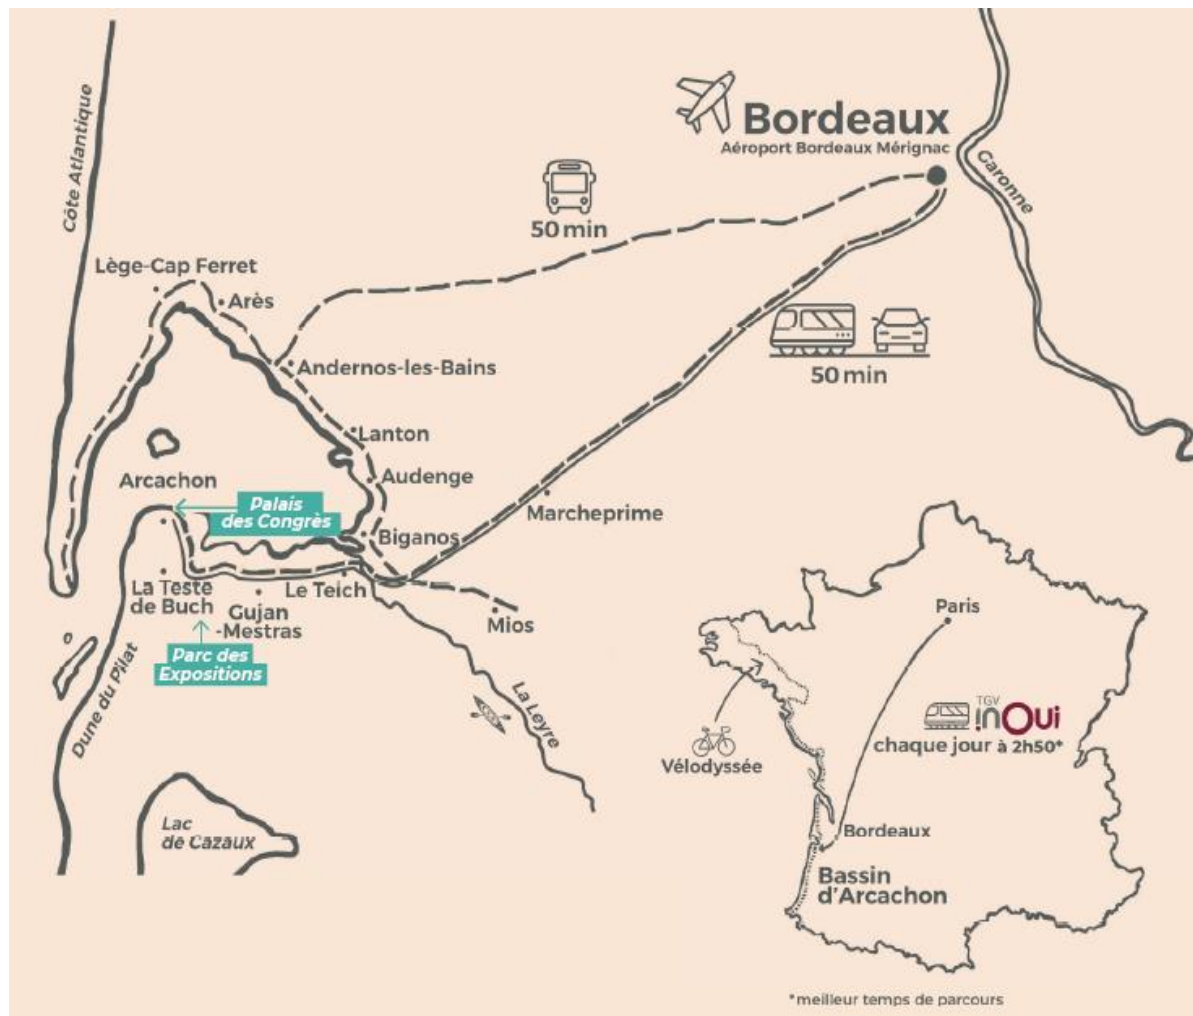 Côte Atlantique
Bordeaux
Aéroport Bordeaux Mérignac
Garonne
50 min
Lège-Cap Ferret
Arès
50 min
Andernos-les-Bains
Lanton
Audenge
Arcachon
Palais
des Congrès
Marcheprime
Biganos
La Teste
de Buch
Gujan
-Mestras
Le Teich
Mios
Parc des
Expositions
Dune du Pilat
La Leyre
Lac
de Cazaux
Paris
TGV
inOui
chaque jour à 2h50*
Vélodyssée
Bordeaux
Bassin
d'Arcachon
*meilleur temps de parcours